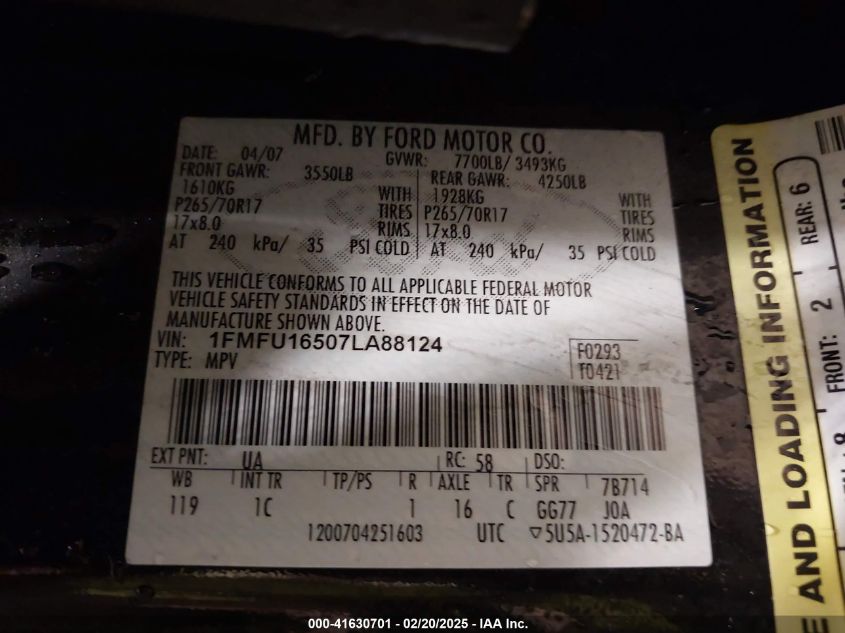 MFD. BY FORD MOTOR CO.
DATE: 04/07 GVWR: 7700LB/ 3493KG
FRONT GAWR: 3550LB REAR GAWR: 4250LB
1610KG WITH 1928KG WITH
P265/70R17 TIRES P265/70R17 TIRES
17x8.0 RIMS 17x8.0 RIMS
AT 240 kPa/ 35 PSI COLD AT 240 kPa/ 35 PSI COLD
THIS VEHICLE CONFORMS TO ALL APPLICABLE FEDERAL MOTOR
VEHICLE SAFETY STANDARDS IN EFFECT ON THE DATE OF
MANUFACTURE SHOWN ABOVE.
VIN: 1FMFU16507LA88124
TYPE: MPV
F0293
T0421
EXT PNT: UA RC: 58 DSO:
WB INT TR TP/PS R AXLE TR SPR 7B714
119 1C 1 16 C GG77 JOA
1200704251603 UTC ▽5U5A-1520472-BA
E AND LOADING INFORMATION
FRONT: 2 REAR: 6
000-41630701 - 02/20/2025 - IAA Inc.